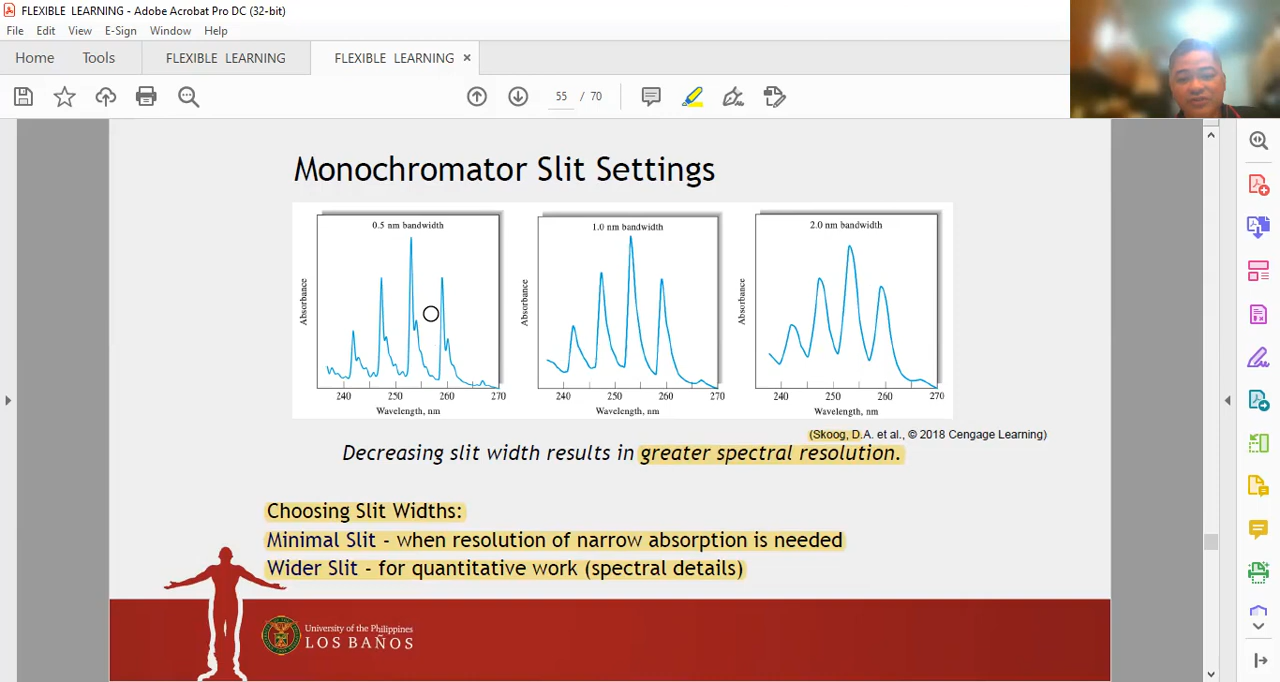 FLEXIBLE LEARNING - Adobe Acrobat Pro DC (32-bit)
File Edit View E-Sign Window Help
Home Tools FLEXIBLE LEARNING FLEXIBLE LEARNING ×
55 / 70
Monochromator Slit Settings
0.5 nm bandwidth
Absorbance
240 250 260 270
Wavelength, nm
1.0 nm bandwidth
Absorbance
240 250 260 270
Wavelength, nm
2.0 nm bandwidth
Absorbance
240 250 260 270
Wavelength, nm
(Skoog, D.A. et al., © 2018 Cengage Learning)
Decreasing slit width results in greater spectral resolution.
Choosing Slit Widths:
Minimal Slit - when resolution of narrow absorption is needed
Wider Slit - for quantitative work (spectral details)
University of the Philippines
LOS BAÑOS